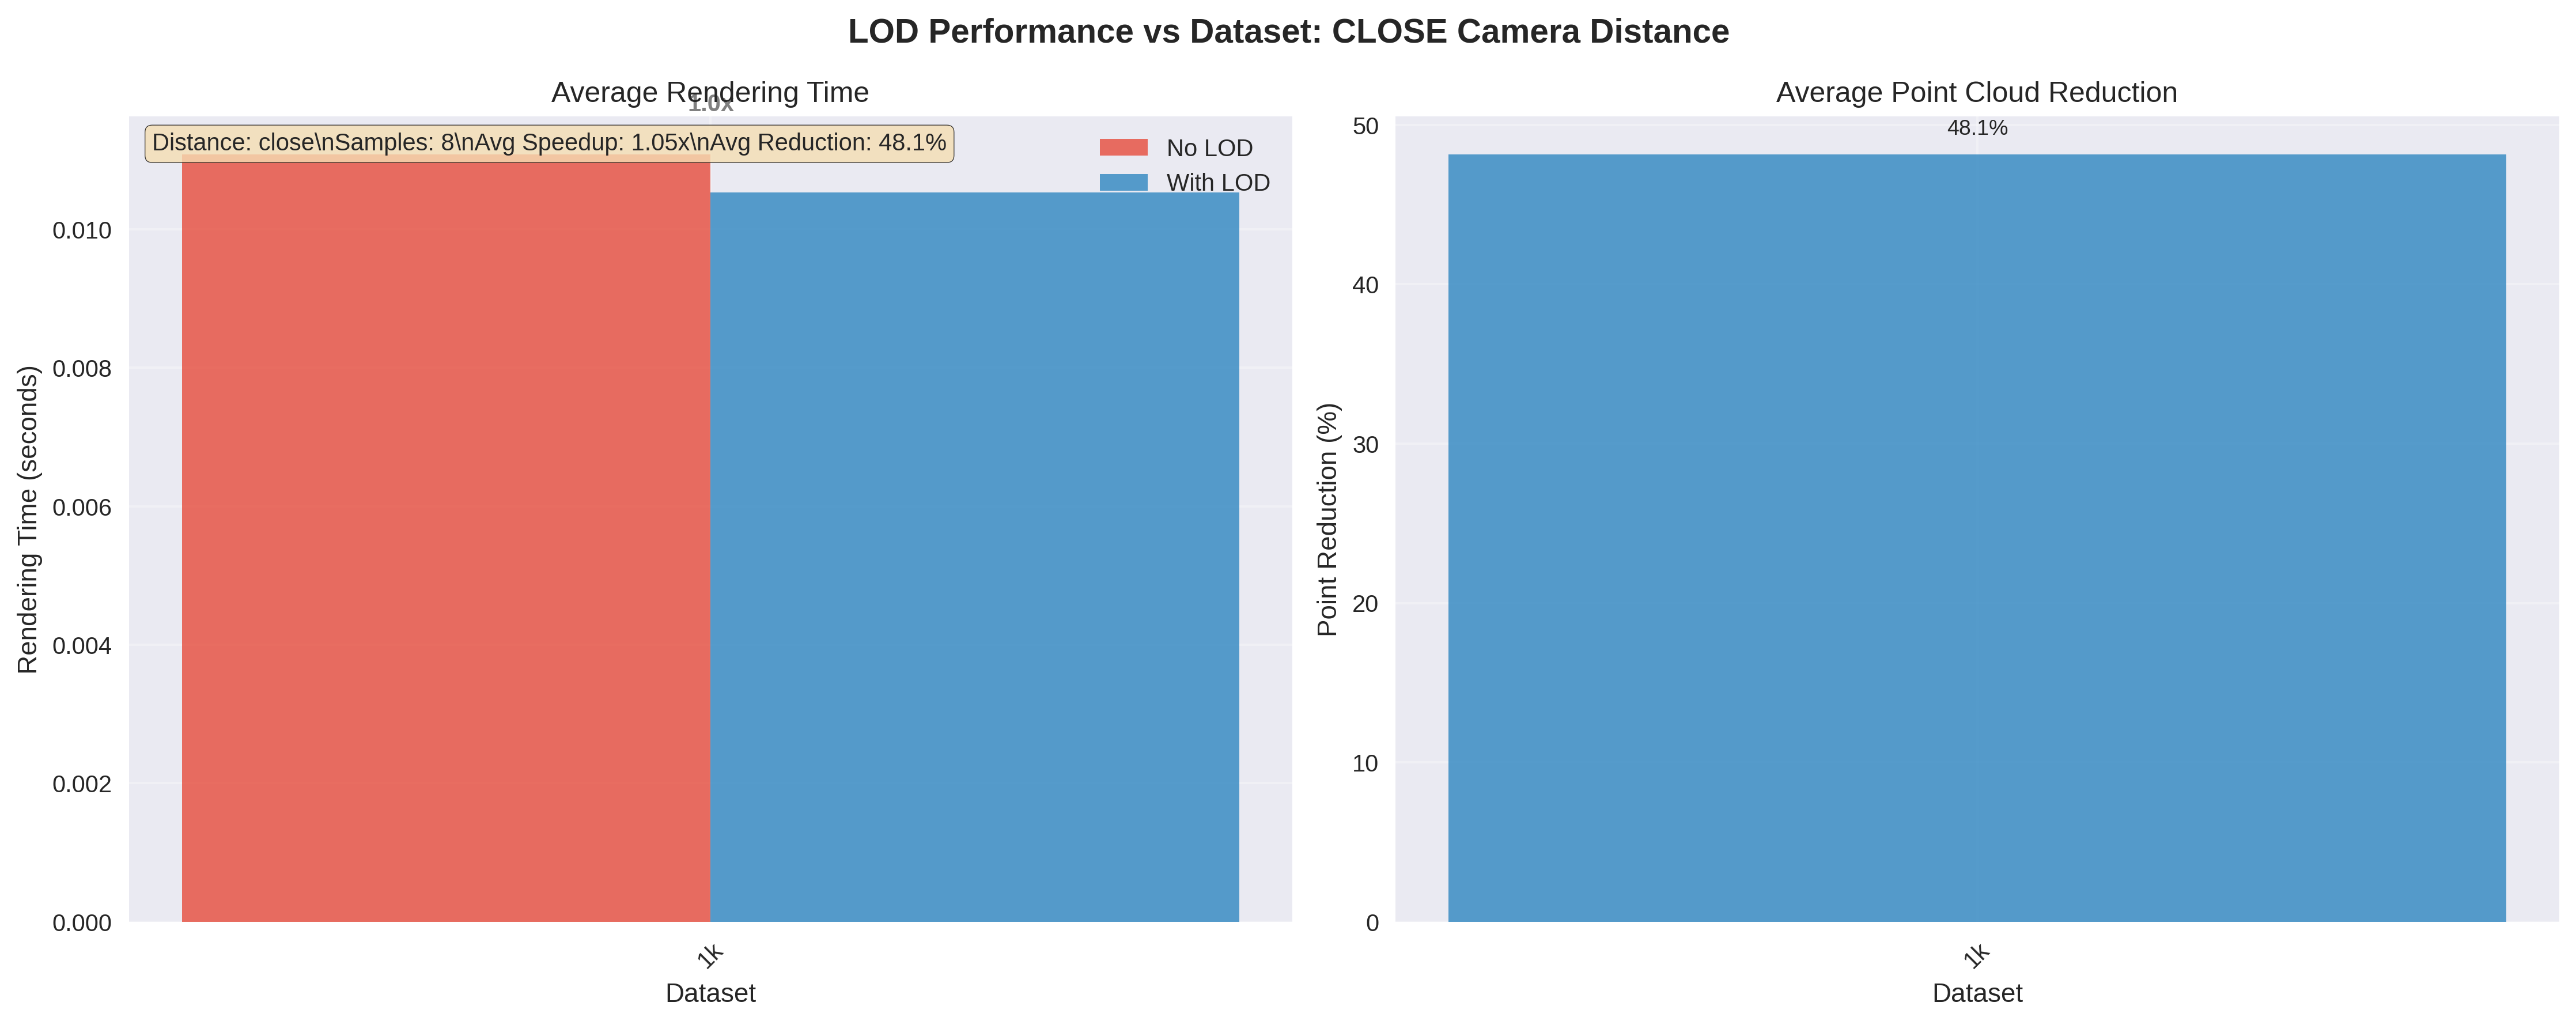 LOD Performance vs Dataset: CLOSE Camera Distance
Average Rendering Time
1.0x
Distance: close\nSamples: 8\nAvg Speedup: 1.05x\nAvg Reduction: 48.1%
No LOD
With LOD
0.010
0.008
0.006
0.004
0.002
0.000
Rendering Time (seconds)
1k
Dataset
Average Point Cloud Reduction
48.1%
50
40
30
20
10
0
Point Reduction (%)
1k
Dataset